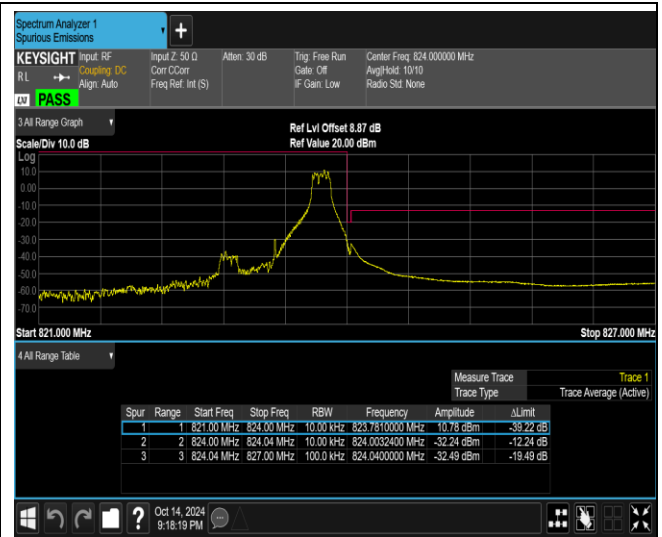 Spectrum Analyzer 1
Spurious Emissions
+
KEYSIGHT Input: RF Input Z: 50 Ω Atten: 30 dB Trig: Free Run Center Freq: 824.000000 MHz
RL Coupling: DC Corr CCorr Gate: Off Avg|Hold: 10/10
Align: Auto Freq Ref: Int (S) IF Gain: Low Radio Std: None
LXI PASS
3 All Range Graph
Ref Lvl Offset 8.87 dB
Scale/Div 10.0 dB Ref Value 20.00 dBm
Log
10.0
0.00
-10.0
-20.0
-30.0
-40.0
-50.0
-60.0
-70.0
Start 821.000 MHz Stop 827.000 MHz
4 All Range Table
Measure Trace Trace 1
Trace Type Trace Average (Active)
Spur Range Start Freq Stop Freq RBW Frequency Amplitude ΔLimit
1 1 821.00 MHz 824.00 MHz 10.00 kHz 823.7810000 MHz 10.78 dBm -39.22 dB
2 2 824.00 MHz 824.04 MHz 10.00 kHz 824.0032400 MHz -32.24 dBm -12.24 dB
3 3 824.04 MHz 827.00 MHz 100.0 kHz 824.0400000 MHz -32.49 dBm -19.49 dB
? Oct 14, 2024
9:18:19 PM